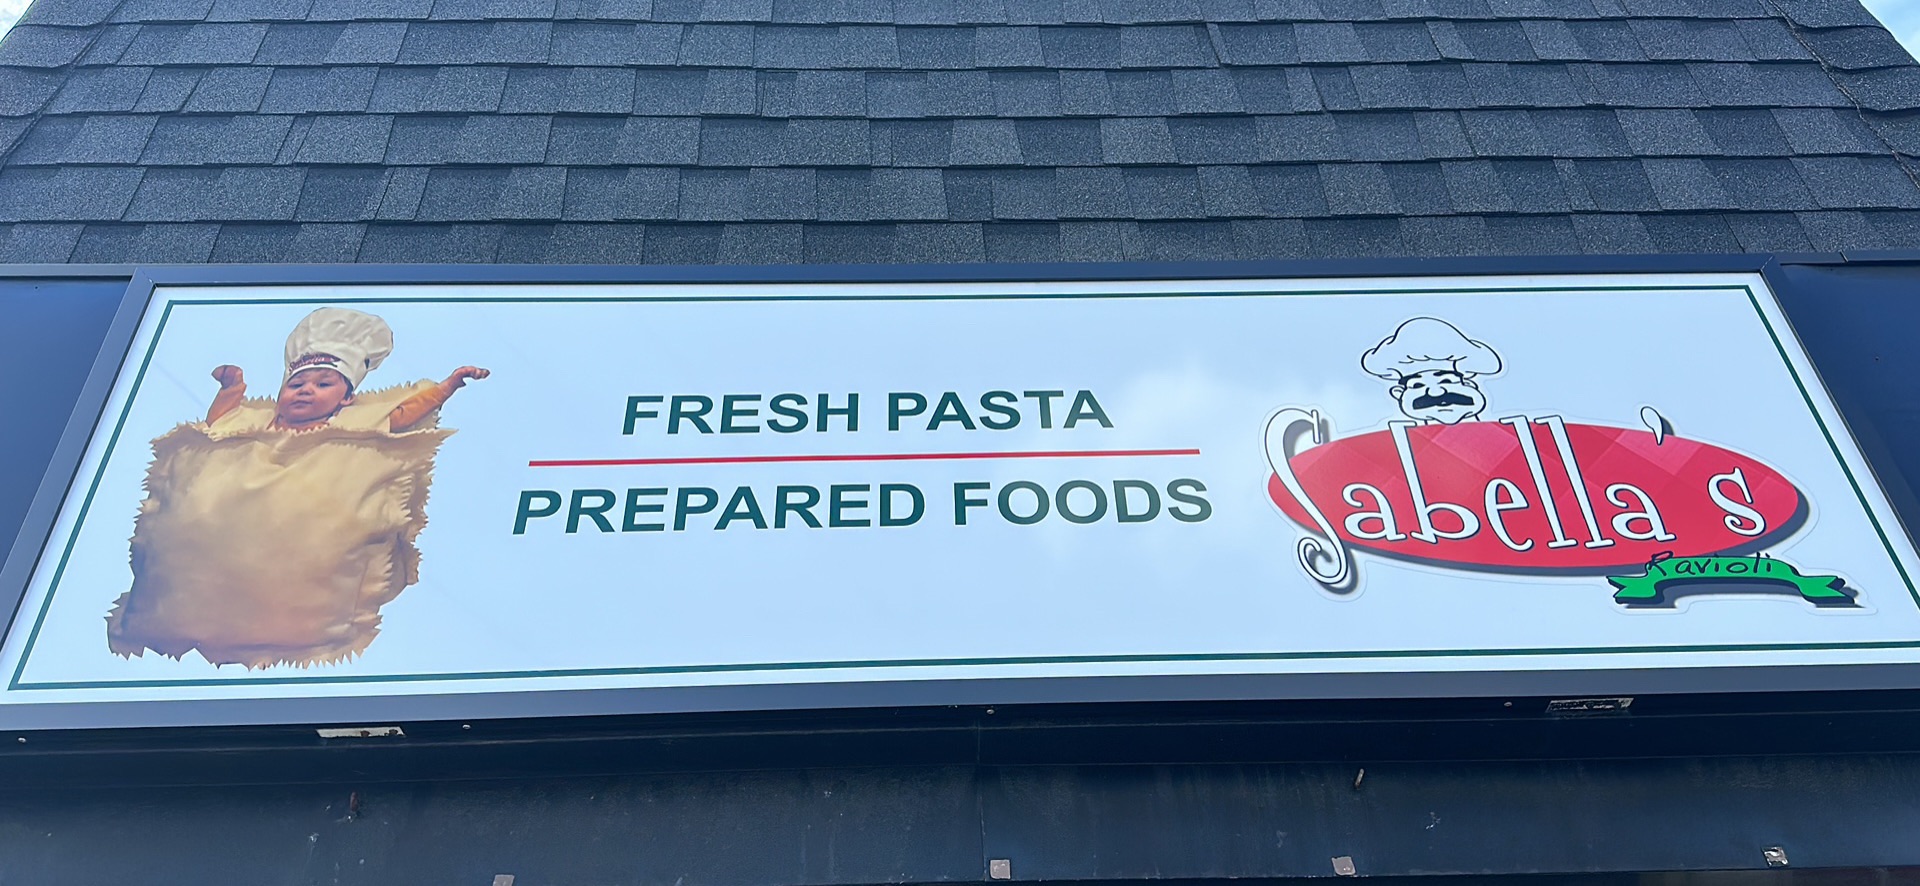 FRESH PASTA
PREPARED FOODS
Sabella's
Ravioli